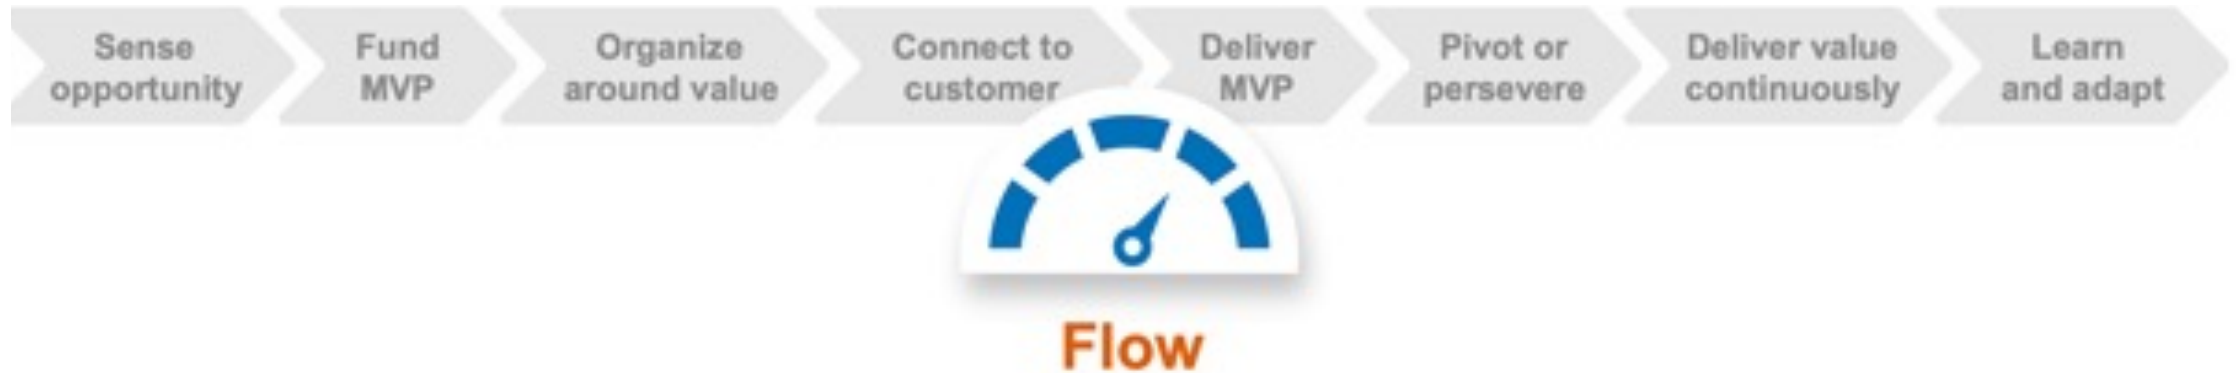 Sense
opportunity
Fund
MVP
Organize
around value
Connect to
customer
Deliver
MVP
Pivot or
persevere
Deliver value
continuously
Learn
and adapt
Flow